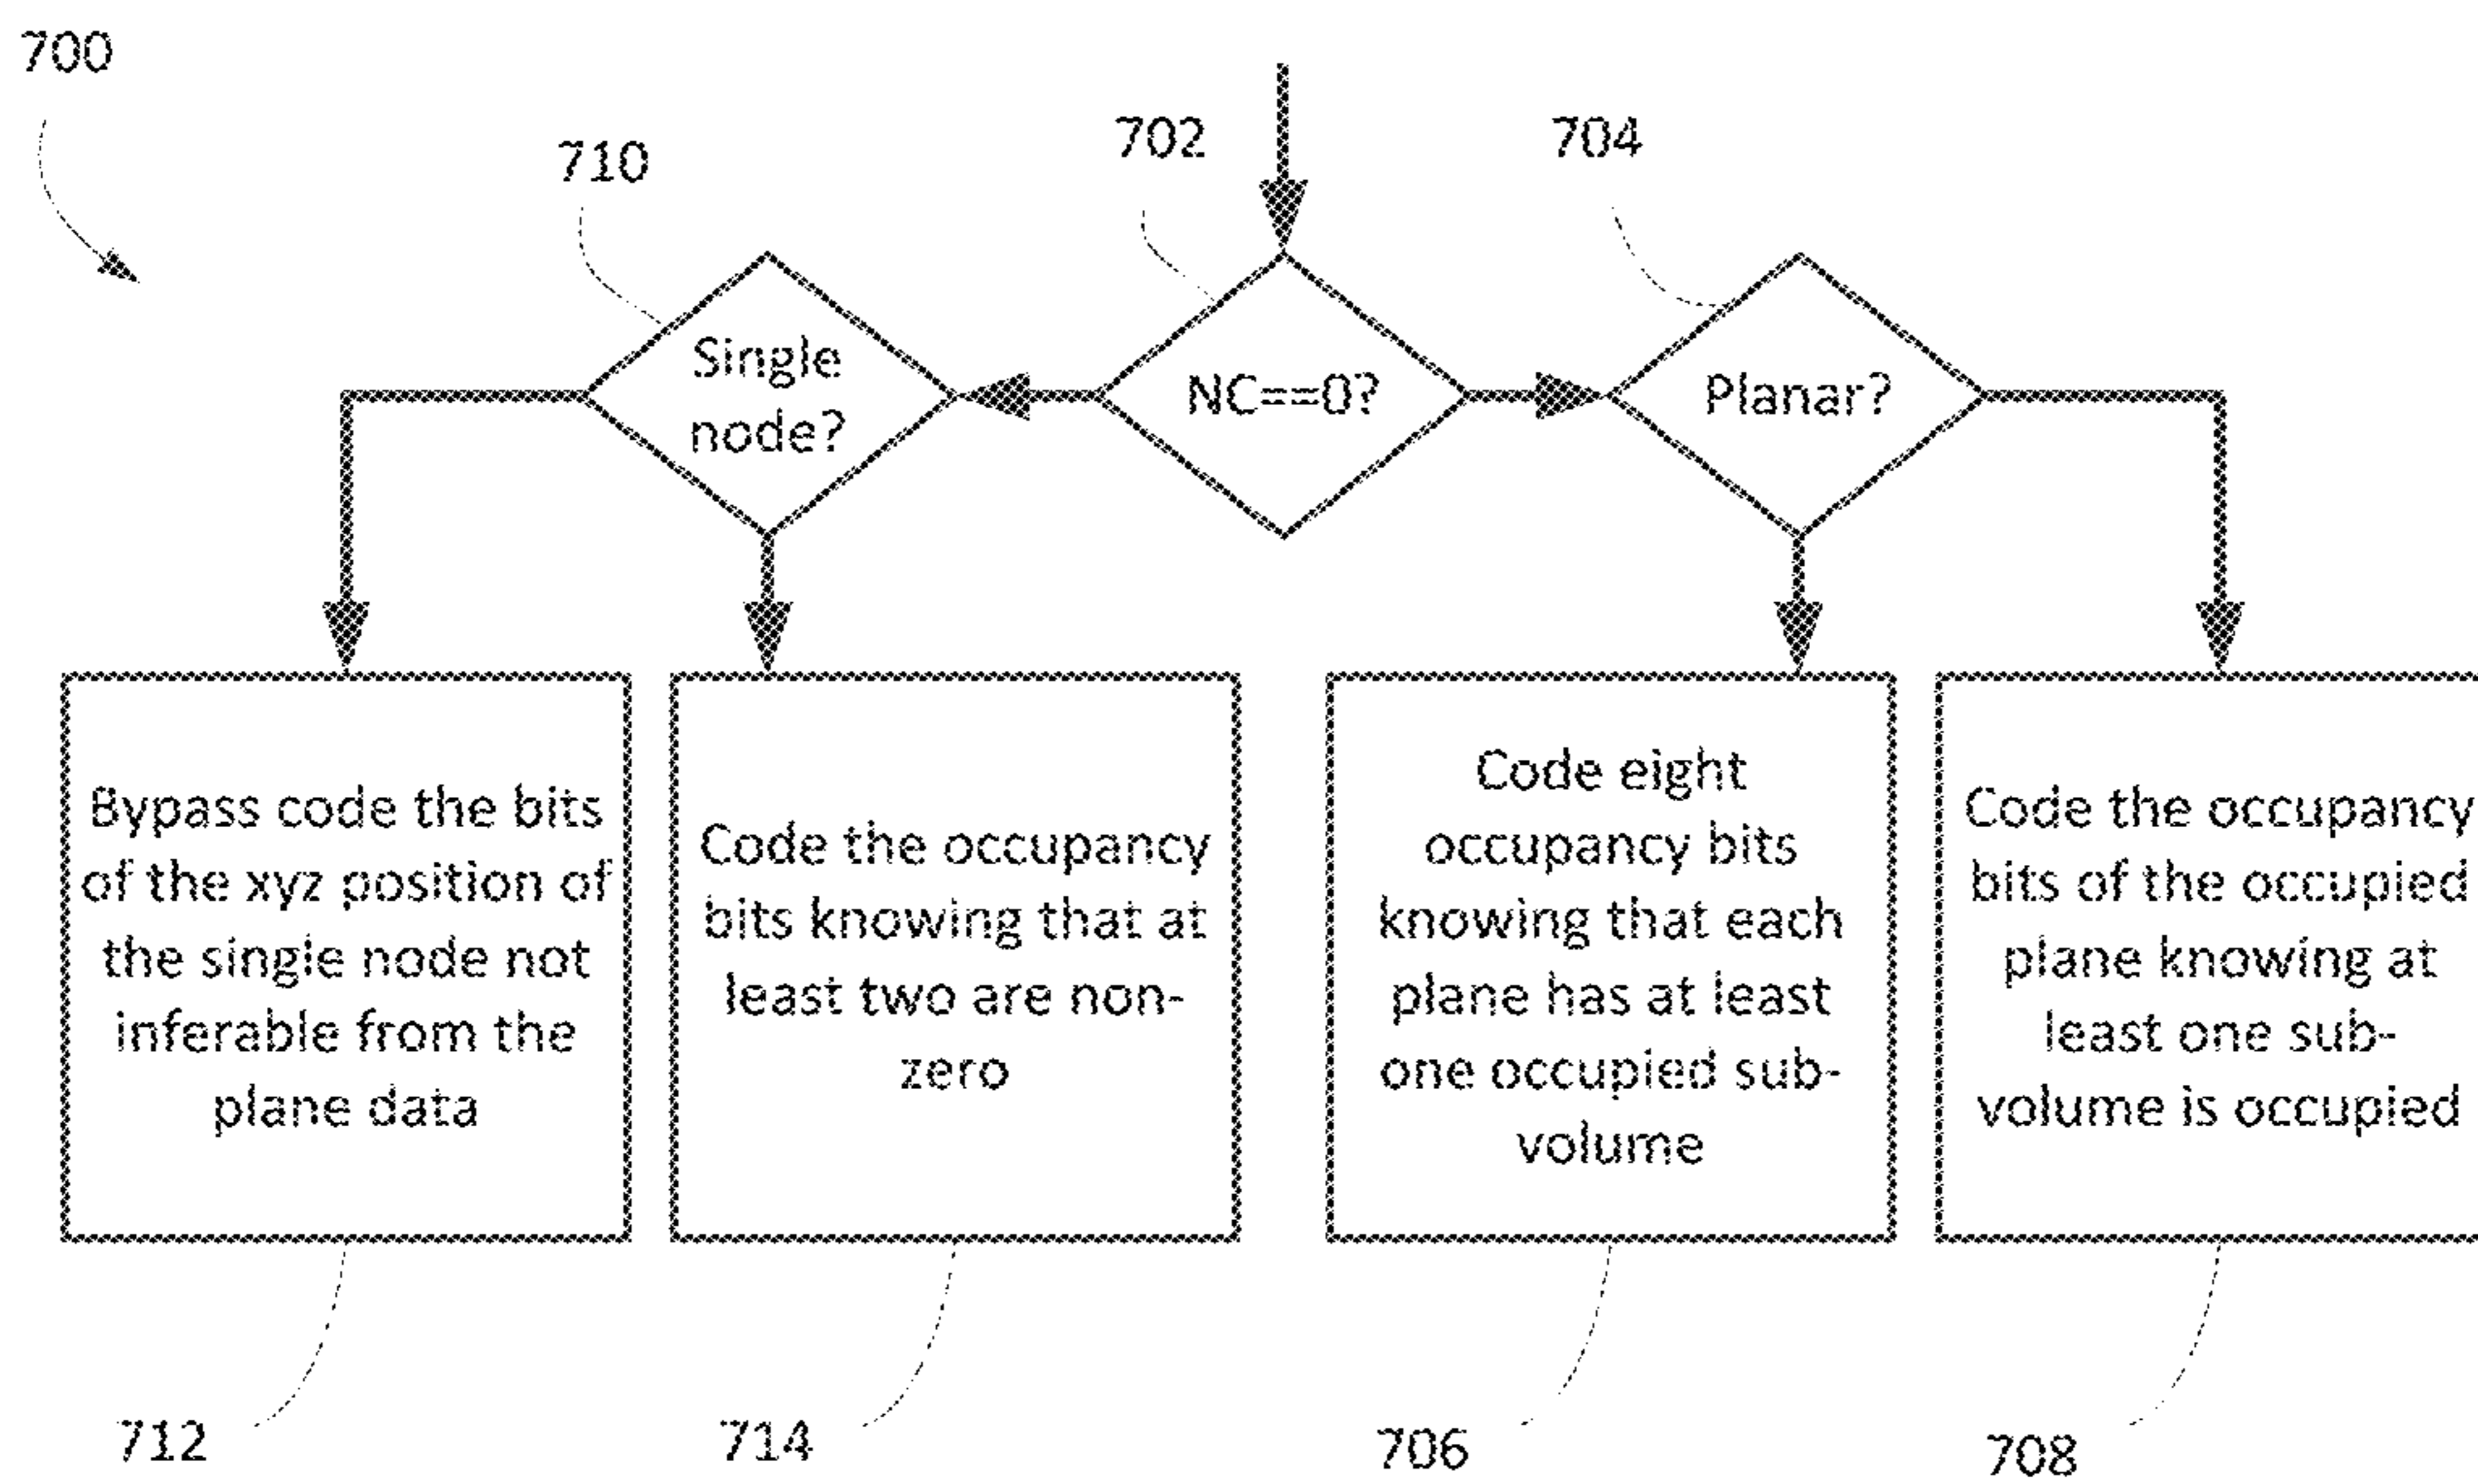 700
710
702
704
Single
node?
NC==0?
Planar?
Bypass code the bits
of the xyz position of
the single node not
inferable from the
plane data
Code the occupancy
bits knowing that at
least two are non-
zero
Code eight
occupancy bits
knowing that each
plane has at least
one occupied sub-
volume
Code the occupancy
bits of the occupied
plane knowing at
least one sub-
volume is occupied
712
714
706
708